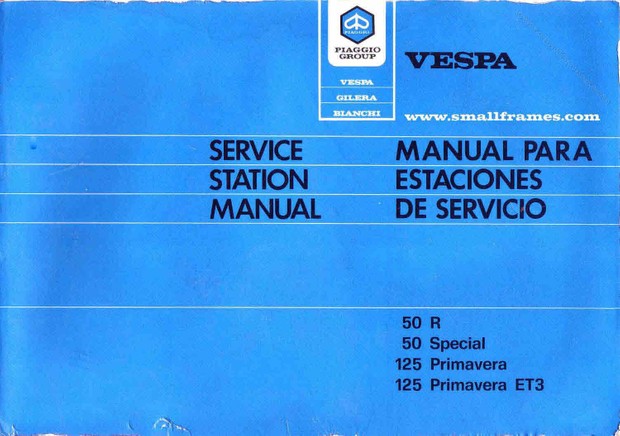 PIAGGIO
PIAGGIO
GROUP
VESPA
GILERA
BIANCHI
VESPA
www.smallframes.com
SERVICE
STATION
MANUAL
MANUAL PARA
ESTACIONES
DE SERVICIO
50 R
50 Special
125 Primavera
125 Primavera ET3